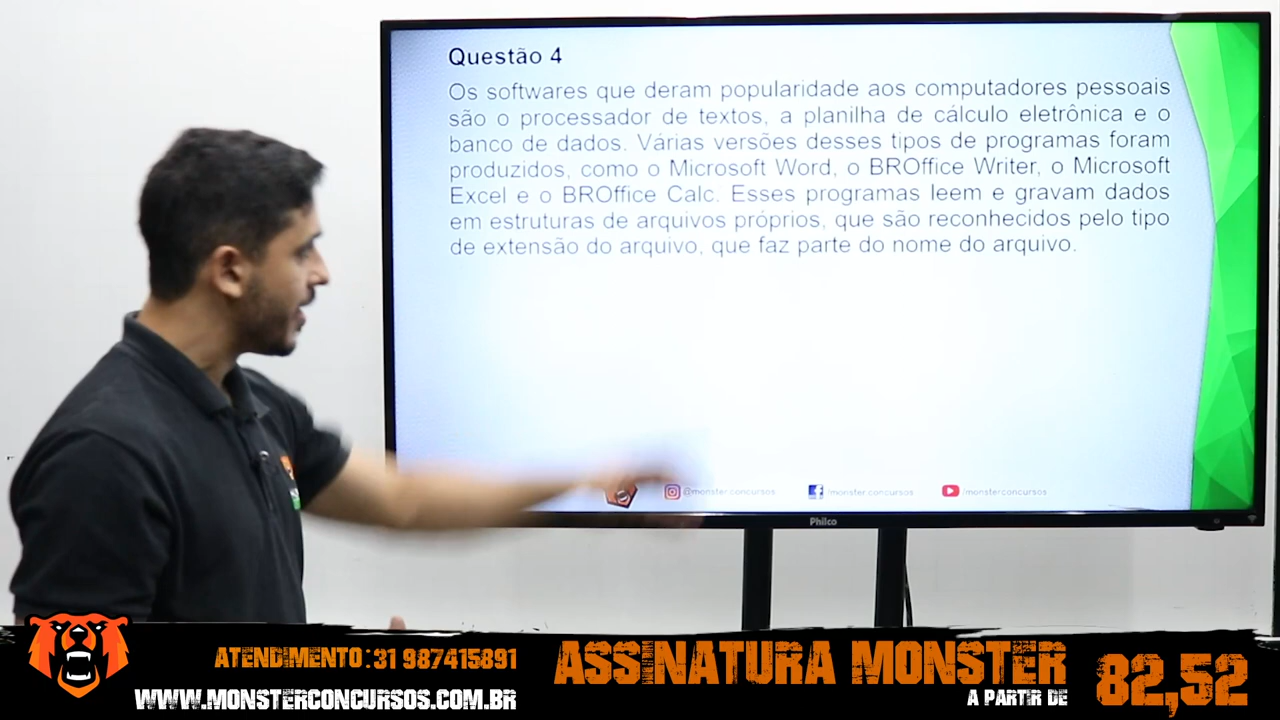 Questão 4
Os softwares que deram popularidade aos computadores pessoais
são o processador de textos, a planilha de cálculo eletrônica e o
banco de dados. Várias versões desses tipos de programas foram
produzidos, como o Microsoft Word, o BROffice Writer, o Microsoft
Excel e o BROffice Calc. Esses programas leem e gravam dados
em estruturas de arquivos próprios, que são reconhecidos pelo tipo
de extensão do arquivo, que faz parte do nome do arquivo.
@monster.concursos /monster.concursos /monsterconcursos
Philco
ATENDIMENTO: 31 987415891
WWW.MONSTERCONCURSOS.COM.BR
ASSINATURA MONSTER
A PARTIR DE
82,52